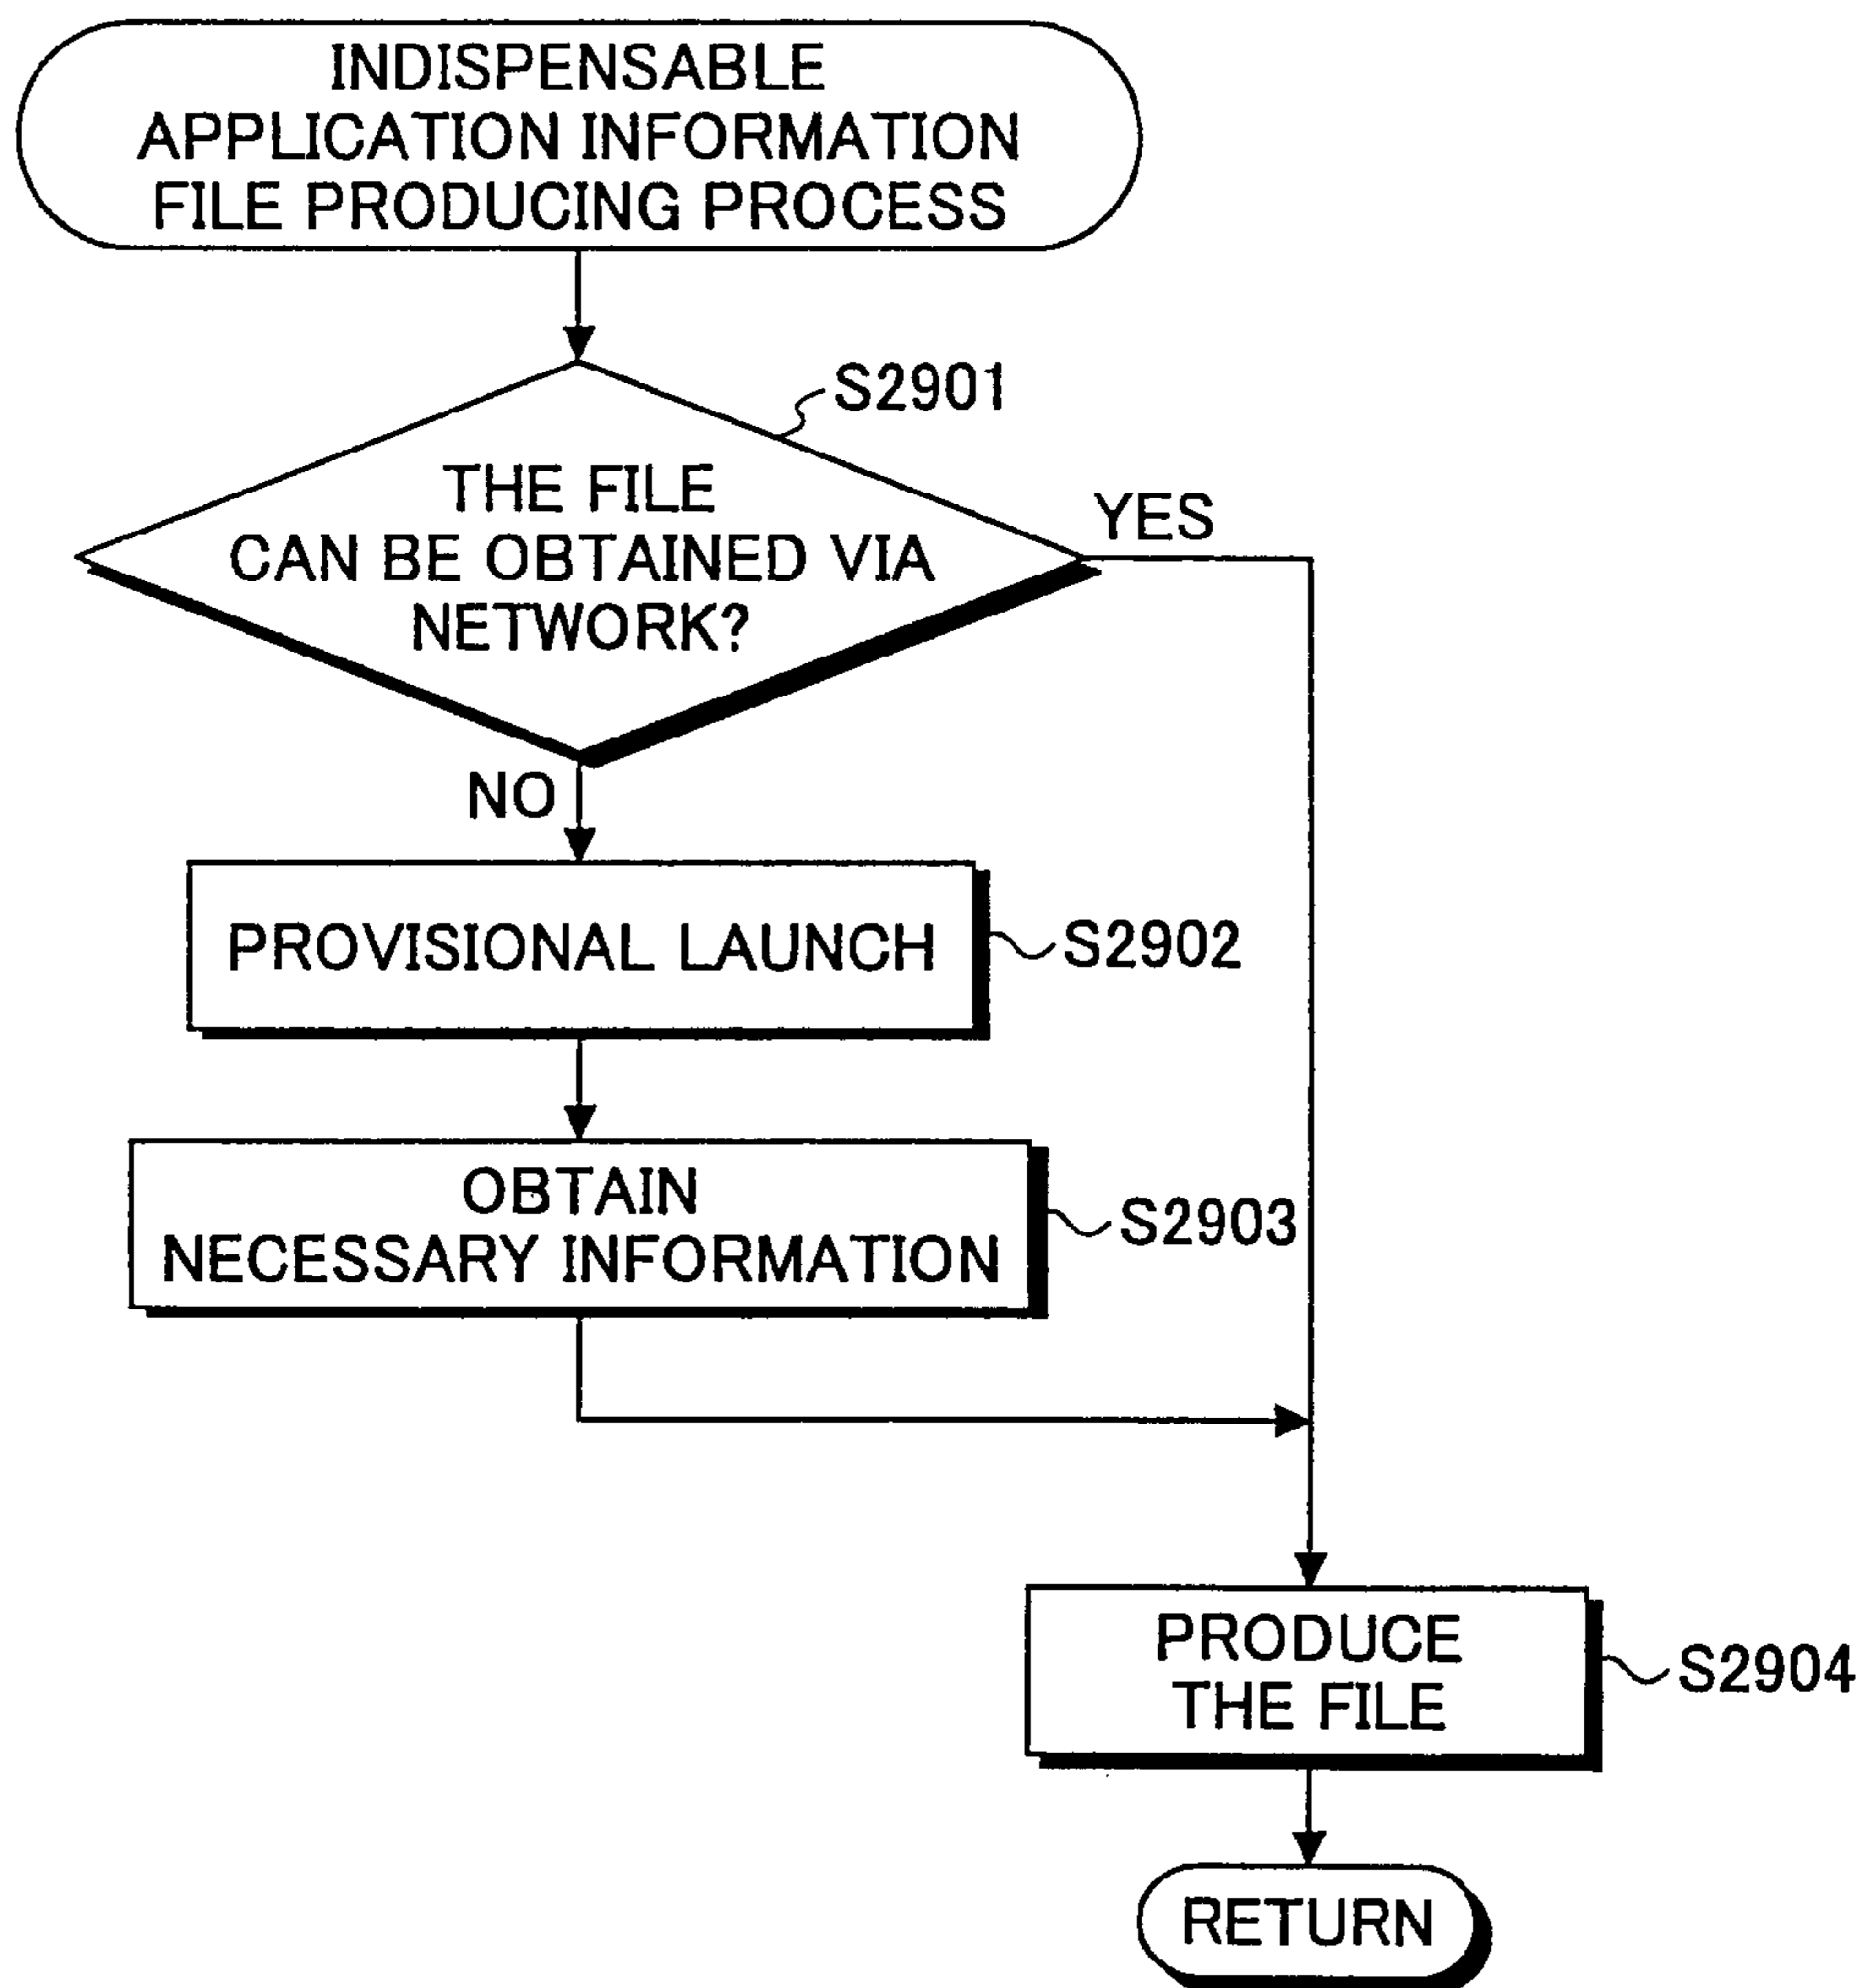 INDISPENSABLE
APPLICATION INFORMATION
FILE PRODUCING PROCESS
S2901
THE FILE
CAN BE OBTAINED VIA
NETWORK?
YES
NO
PROVISIONAL LAUNCH
S2902
OBTAIN
NECESSARY INFORMATION
S2903
PRODUCE
THE FILE
S2904
RETURN